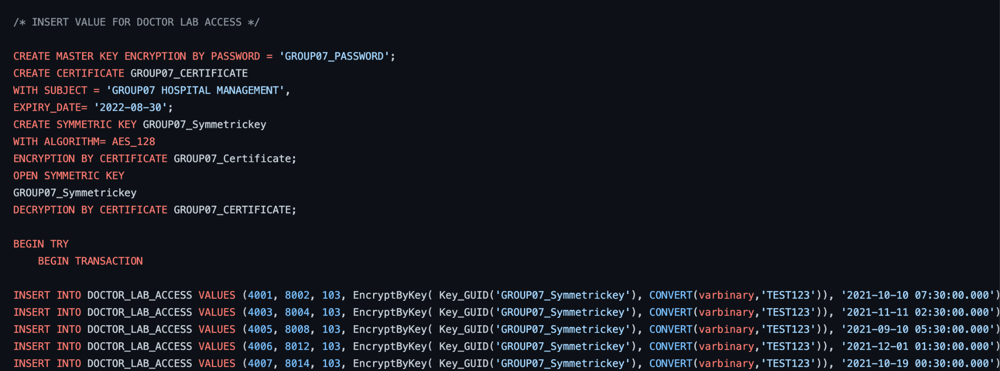 /* INSERT VALUE FOR DOCTOR LAB ACCESS */
CREATE MASTER KEY ENCRYPTION BY PASSWORD = 'GROUP07_PASSWORD';
CREATE CERTIFICATE GROUP07_CERTIFICATE
WITH SUBJECT = 'GROUP07 HOSPITAL MANAGEMENT',
EXPIRY_DATE= '2022-08-30';
CREATE SYMMETRIC KEY GROUP07_Symmetrickey
WITH ALGORITHM= AES_128
ENCRYPTION BY CERTIFICATE GROUP07_Certificate;
OPEN SYMMETRIC KEY
GROUP07_Symmetrickey
DECRYPTION BY CERTIFICATE GROUP07_CERTIFICATE;
BEGIN TRY
BEGIN TRANSACTION
INSERT INTO DOCTOR_LAB_ACCESS VALUES (4001, 8002, 103, EncryptByKey( Key_GUID('GROUP07_Symmetrickey'), CONVERT(varbinary,'TEST123')), '2021-10-10 07:30:00.000')
INSERT INTO DOCTOR_LAB_ACCESS VALUES (4003, 8004, 103, EncryptByKey( Key_GUID('GROUP07_Symmetrickey'), CONVERT(varbinary,'TEST123')), '2021-11-11 02:30:00.000')
INSERT INTO DOCTOR_LAB_ACCESS VALUES (4005, 8008, 103, EncryptByKey( Key_GUID('GROUP07_Symmetrickey'), CONVERT(varbinary,'TEST123')), '2021-09-10 05:30:00.000')
INSERT INTO DOCTOR_LAB_ACCESS VALUES (4006, 8012, 103, EncryptByKey( Key_GUID('GROUP07_Symmetrickey'), CONVERT(varbinary,'TEST123')), '2021-12-01 01:30:00.000')
INSERT INTO DOCTOR_LAB_ACCESS VALUES (4007, 8014, 103, EncryptByKey( Key_GUID('GROUP07_Symmetrickey'), CONVERT(varbinary,'TEST123')), '2021-10-19 00:30:00.000')